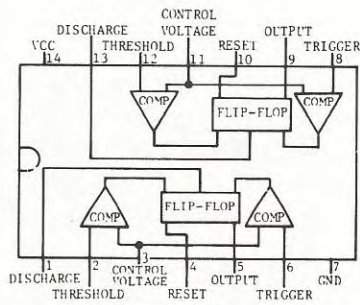 CONTROL
DISCHARGE VOLTAGE OUTPUT
VCC THRESHOLD RESET TRIGGER
14 13 12 11 10 9 8
COMP FLIP-FLOP COMP
COMP FLIP-FLOP COMP
1 2 3 4 5 6 7
DISCHARGE CONTROL OUTPUT GND
THRESHOLD VOLTAGE RESET TRIGGER